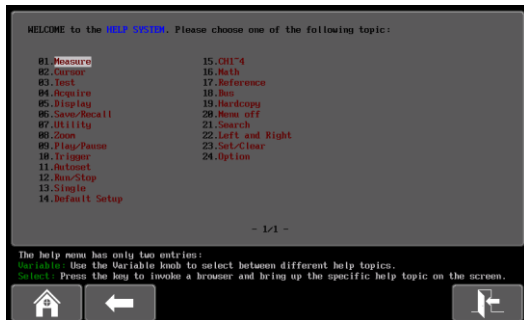 WELCOME to the HELP SYSTEM. Please choose one of the following topic:
01.Measure
02.Cursor
03.Test
04.Acquire
05.Display
06.Save/Recall
07.Utility
08.Zoom
09.Play/Pause
10.Trigger
11.Autoset
12.Run/Stop
13.Single
14.Default Setup
15.CH1~4
16.Math
17.Reference
18.Bus
19.Hardcopy
20.Menu off
21.Search
22.Left and Right
23.Set/Clear
24.Option
- 1/1 -
The help menu has only two entries:
Variable: Use the Variable knob to select between different help topics.
Select: Press the key to invoke a browser and bring up the specific help topic on the screen.